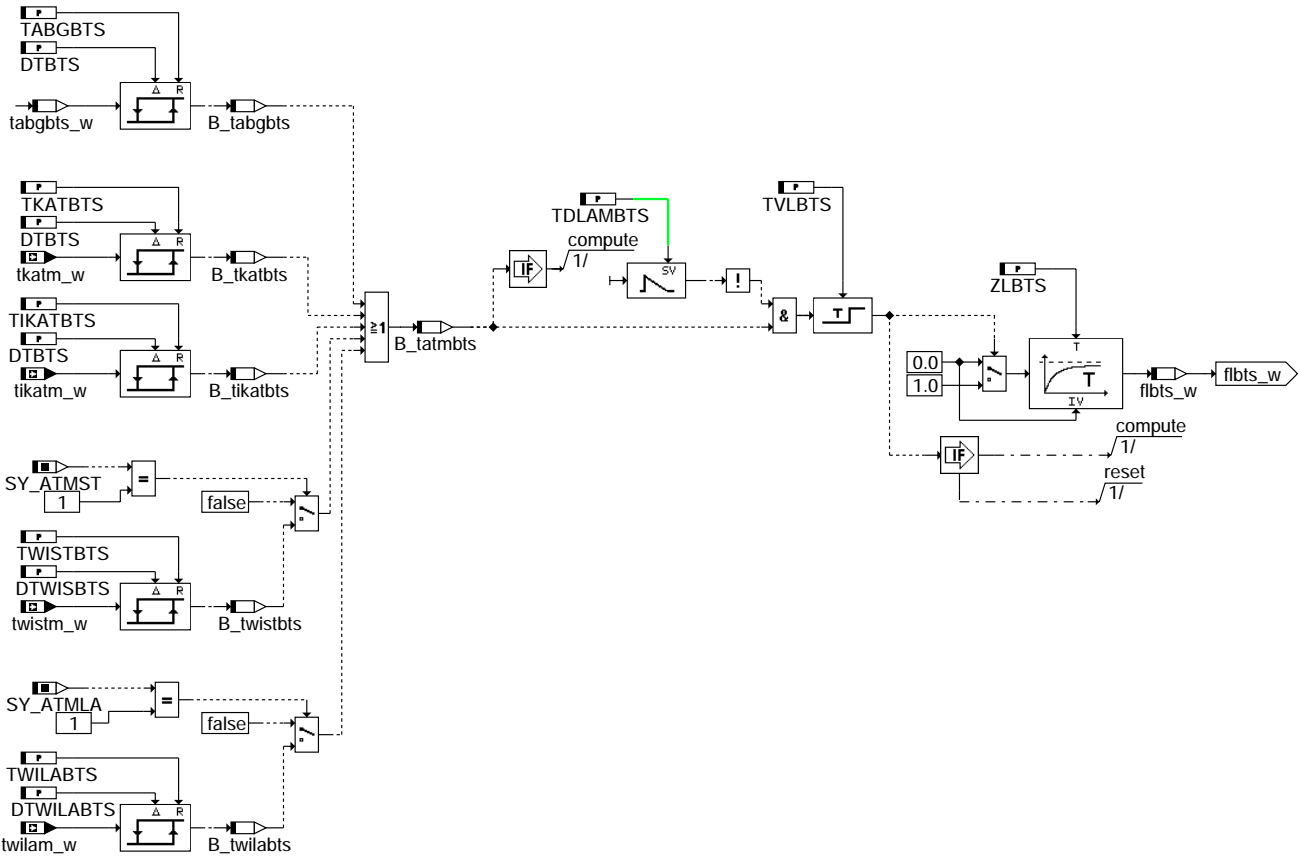 P
TABGBTS
P
DTBTS
Δ R
tabgbts_w
B_tabgbts
P
TKATBTS
P
DTBTS
Δ R
tkatm_w
B_tkatbts
P
TIKATBTS
P
DTBTS
Δ R
tikatm_w
B_tikatbts
≥1
B_tatmbts
P
TDLAMBTS
IF
compute
1/
SV
!
&
P
TVLBTS
T
P
ZLBTS
0.0
1.0
T
T
IV
flbts_w
flbts_w
IF
compute
1/
reset
1/
SY_ATMST
1
=
false
P
TWISTBTS
P
DTWISBTS
Δ R
twistm_w
B_twistbts
SY_ATMLA
1
=
false
P
TWILABTS
P
DTWILABTS
Δ R
twilam_w
B_twilabts